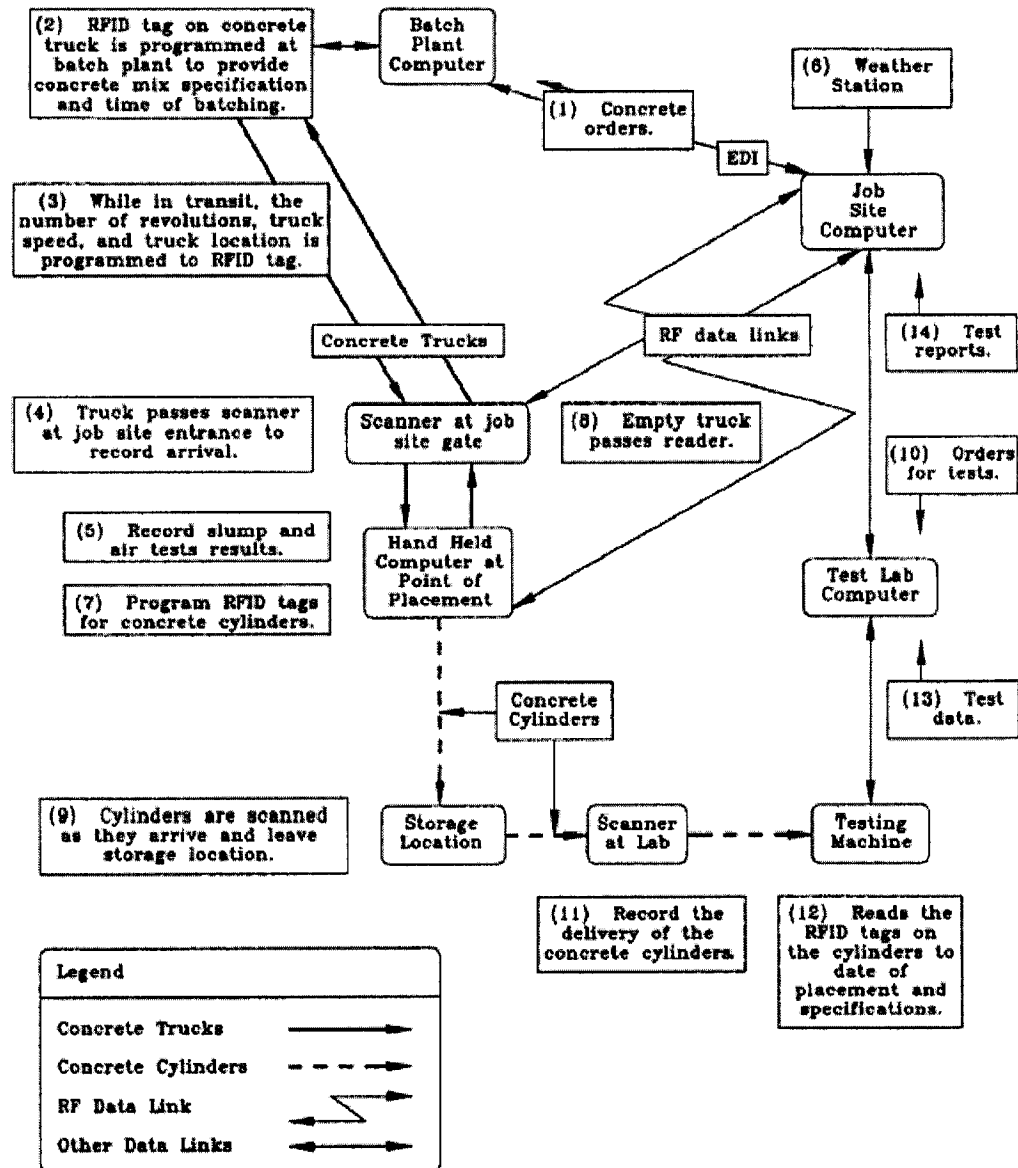 (2) RFID tag on concrete
truck is programmed at
batch plant to provide
concrete mix specification
and time of batching.
Batch
Plant
Computer
(6) Weather
Station
(1) Concrete
orders.
EDI
Job
Site
Computer
(3) While in transit, the
number of revolutions, truck
speed, and truck location is
programmed to RFID tag.
Concrete Trucks
RF data links
(14) Test
reports.
(4) Truck passes scanner
at job site entrance to
record arrival.
Scanner at job
site gate
(8) Empty truck
passes reader.
(10) Orders
for tests.
(5) Record slump and
air tests results.
Hand Held
Computer at
Point of
Placement
(7) Program RFID tags
for concrete cylinders.
Test Lab
Computer
Concrete
Cylinders
(13) Test
data.
(9) Cylinders are scanned
as they arrive and leave
storage location.
Storage
Location
Scanner
at Lab
Testing
Machine
(11) Record the
delivery of the
concrete cylinders.
(12) Reads the
RFID tags on
the cylinders to
date of
placement and
specifications.
Legend
Concrete Trucks
Concrete Cylinders
RF Data Link
Other Data Links